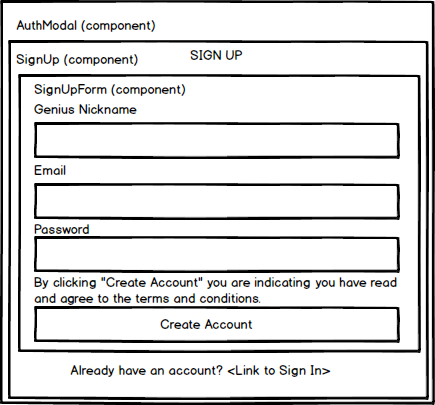 AuthModal (component)
SignUp (component)
SIGN UP
SignUpForm (component)
Genius Nickname
Email
Password
By clicking "Create Account" you are indicating you have read
and agree to the terms and conditions.
Create Account
Already have an account? <Link to Sign In>